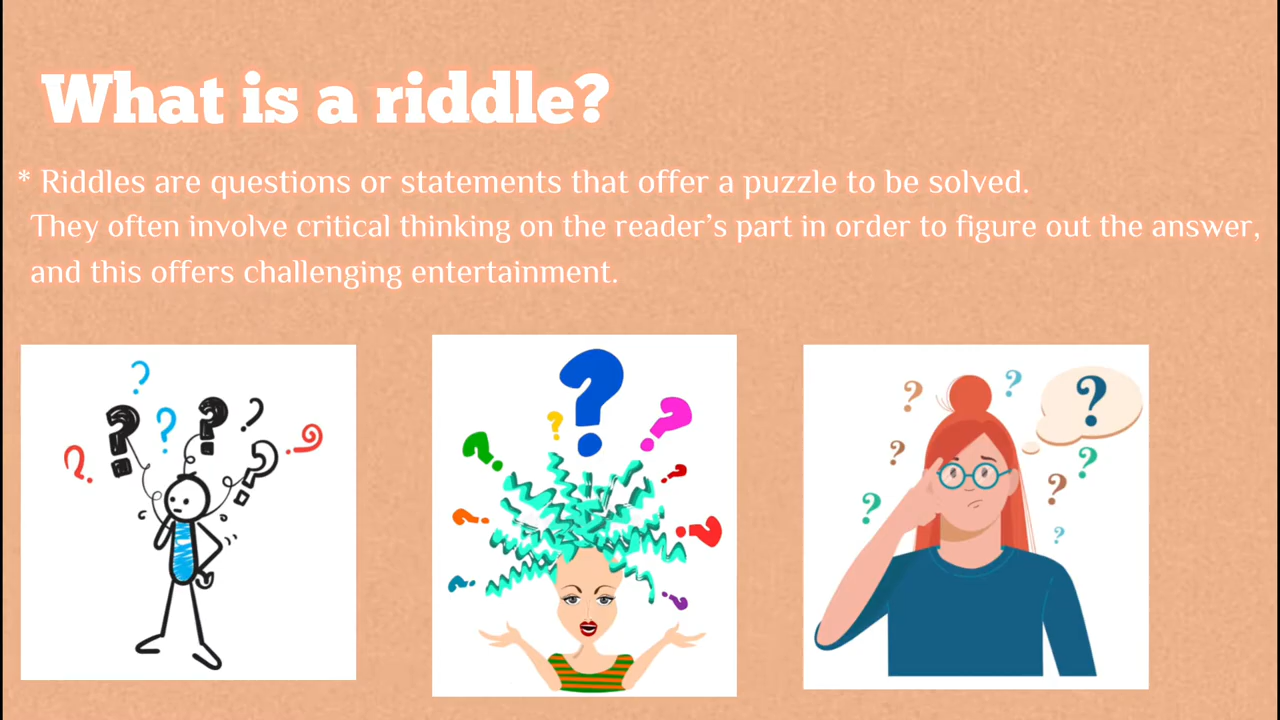 What is a riddle?
* Riddles are questions or statements that offer a puzzle to be solved.
They often involve critical thinking on the reader’s part in order to figure out the answer,
and this offers challenging entertainment.